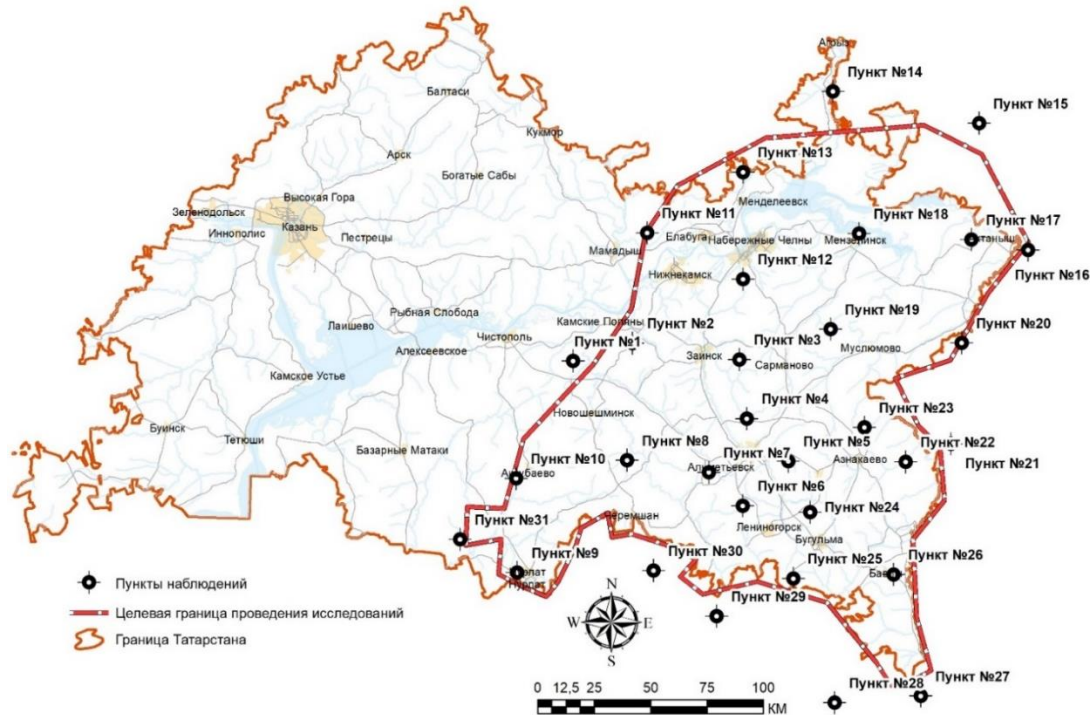 Агрыз
Пункт №14
Балтаси
Пункт №15
Кукмор
Арск
Пункт №13
Богатые Сабы
Высокая Гора
Менделеевск
Зеленодольск
Пункт №11
Пункт №18
Пункт №17
Казань
Иннополис
Пестрецы
Елабуга
Набережные Челны
Мензелинск
Мамадыш
Пункт №12
Нижнекамск
Пункт №16
Рыбная Слобода
Камские Поляны
Пункт №2
Пункт №19
Лаишево
Чистополь
Пункт №20
Пункт №1
Пункт №3
Алексеевское
Заинск
Муслюмово
Сарманово
Камское Устье
Новошешминск
Пункт №4
Пункт №23
Буинск
Тетюши
Базарные Матаки
Пункт №8
Пункт №5
Пункт №22
Пункт №10
Пункт №7
Азнакаево
Пункт №21
Альметьевск
Пункт №6
Черемшан
Пункт №24
Лениногорск
Бугульма
Пункт №31
Пункт №9
Пункт №30
Пункт №25
Пункт №26
Нурлат
Пункт №29
Пункты наблюдений
Целевая граница проведения исследований
Граница Татарстана
N
W E
S
Пункт №28
Пункт №27
0 12,5 25 50 75 100
КМ